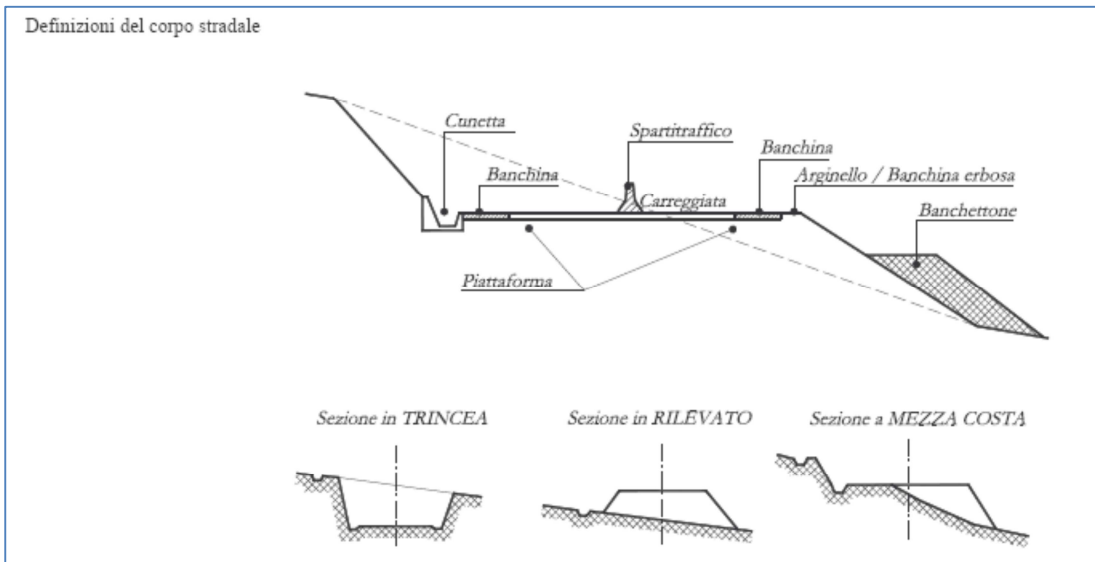 Definizioni del corpo stradale
Cunetta
Spartitraffico
Banchina
Banchina
Arginello / Banchina erbosa
Carreggiata
Banchettone
Piattaforma
Sezione in TRINCEA
Sezione in RILEVATO
Sezione a MEZZA COSTA